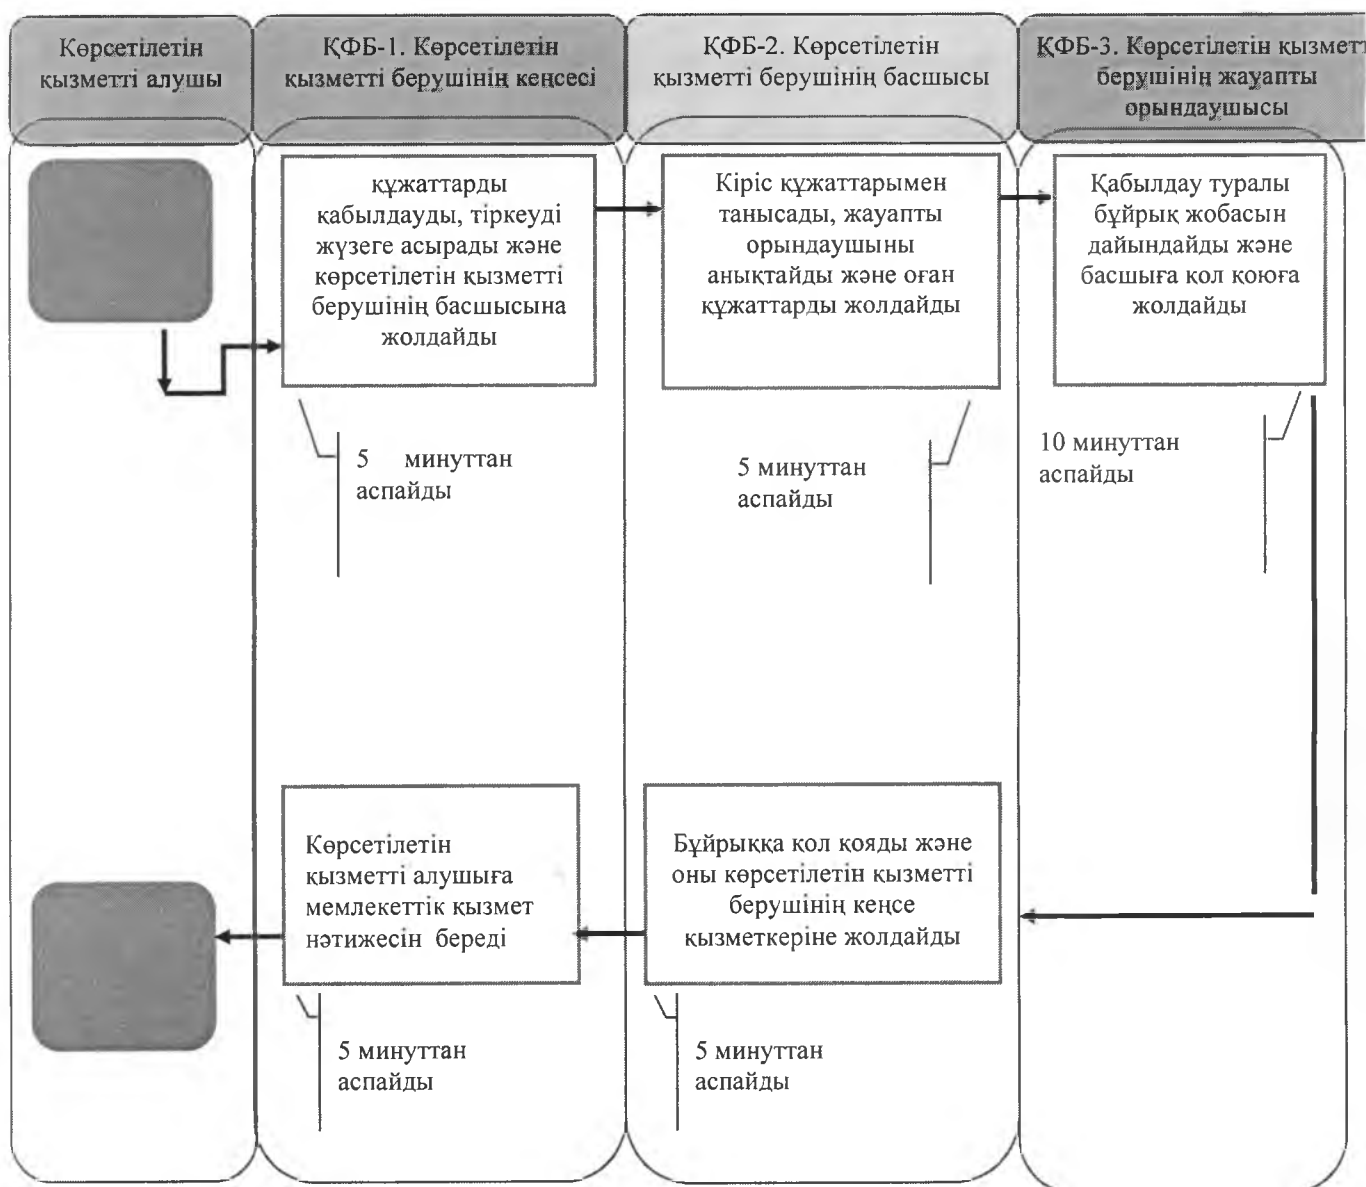 Көрсетілетін
қызметті алушы
ҚФБ-1. Көрсетілетін
қызметті берушінің кеңсесі
ҚФБ-2. Көрсетілетін
қызметті берушінің басшысы
ҚФБ-3. Көрсетілетін қызметт
берушінің жауапты
орындаушысы
құжаттарды
қабылдауды, тіркеуді
жүзеге асырады және
көрсетілетін қызметті
берушінің басшысына
жолдайды
Кіріс құжаттарымен
танысады, жауапты
орындаушыны
анықтайды және оған
құжаттарды жолдайды
Қабылдау туралы
бұйрық жобасын
дайындайды және
басшыға қол қоюға
жолдайды
5 минуттан
аспайды
5 минуттан
аспайды
10 минуттан
аспайды
Көрсетілетін
қызметті алушыға
мемлекеттік қызмет
нәтижесін береді
Бұйрыққа қол қояды және
оны көрсетілетін қызметті
берушінің кеңсе
қызметкеріне жолдайды
5 минуттан
аспайды
5 минуттан
аспайды